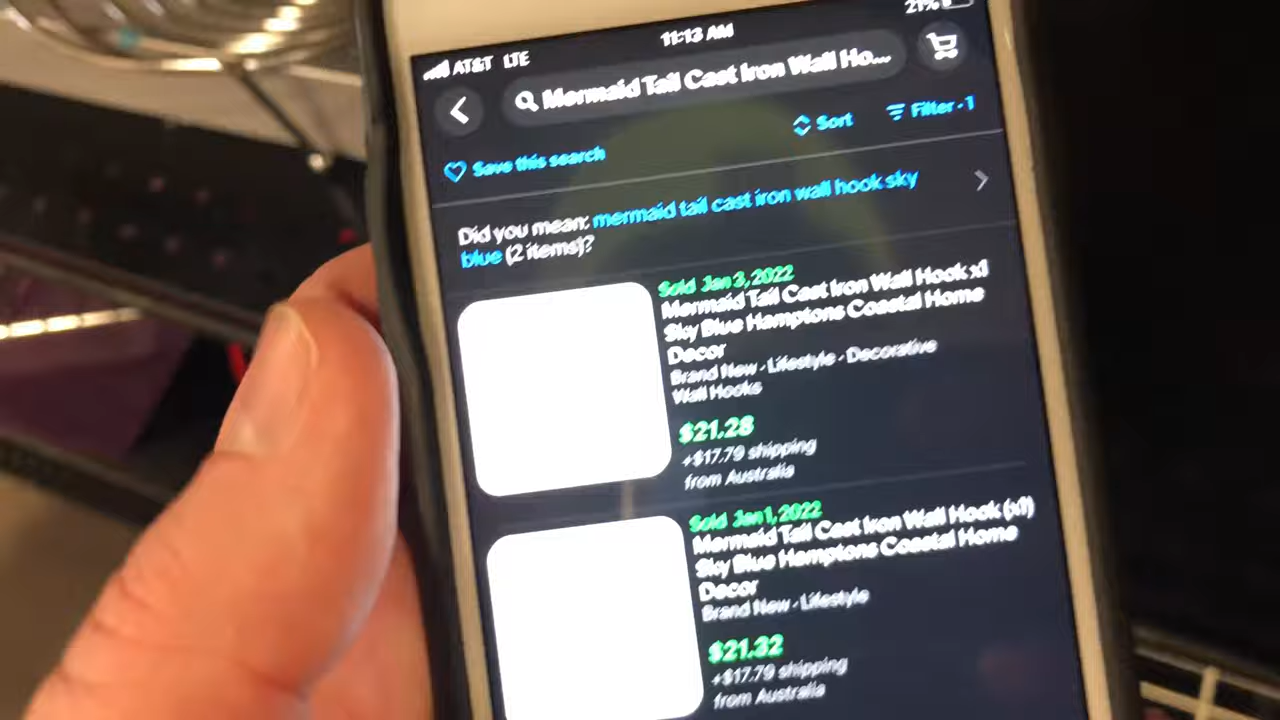 AT&T LTE 11:13 AM 21%
Mermaid Tail Cast Iron Wall Ho...
Sort Filter · 1
Save this search
Did you mean: mermaid tail cast iron wall hook sky
blue (2 items)?
Sold Jan 3, 2022
Mermaid Tail Cast Iron Wall Hook x1
Sky Blue Hamptons Coastal Home
Decor
Brand New · Lifestyle · Decorative
Wall Hooks
$21.28
+$17.79 shipping
from Australia
Sold Jan 1, 2022
Mermaid Tail Cast Iron Wall Hook (x1)
Sky Blue Hamptons Coastal Home
Decor
Brand New · Lifestyle
$21.32
+$17.79 shipping
from Australia